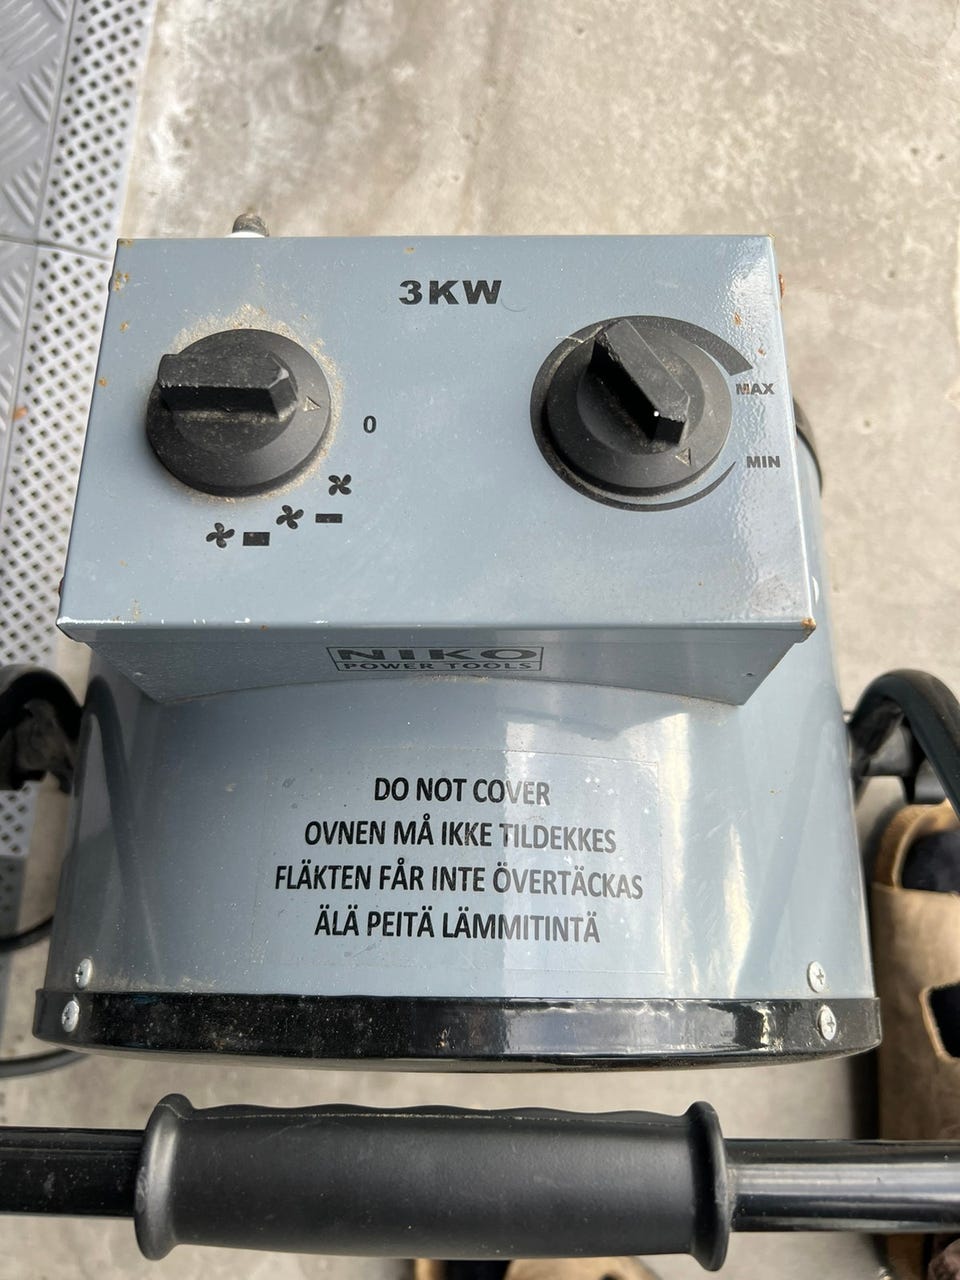 3KW
MAX
0
MIN
NIKO
POWER TOOLS
DO NOT COVER
OVNEN MÅ IKKE TILDEKKES
FLÄKTEN FÅR INTE ÖVERTÄCKAS
ÄLÄ PEITÄ LÄMMITINTÄ